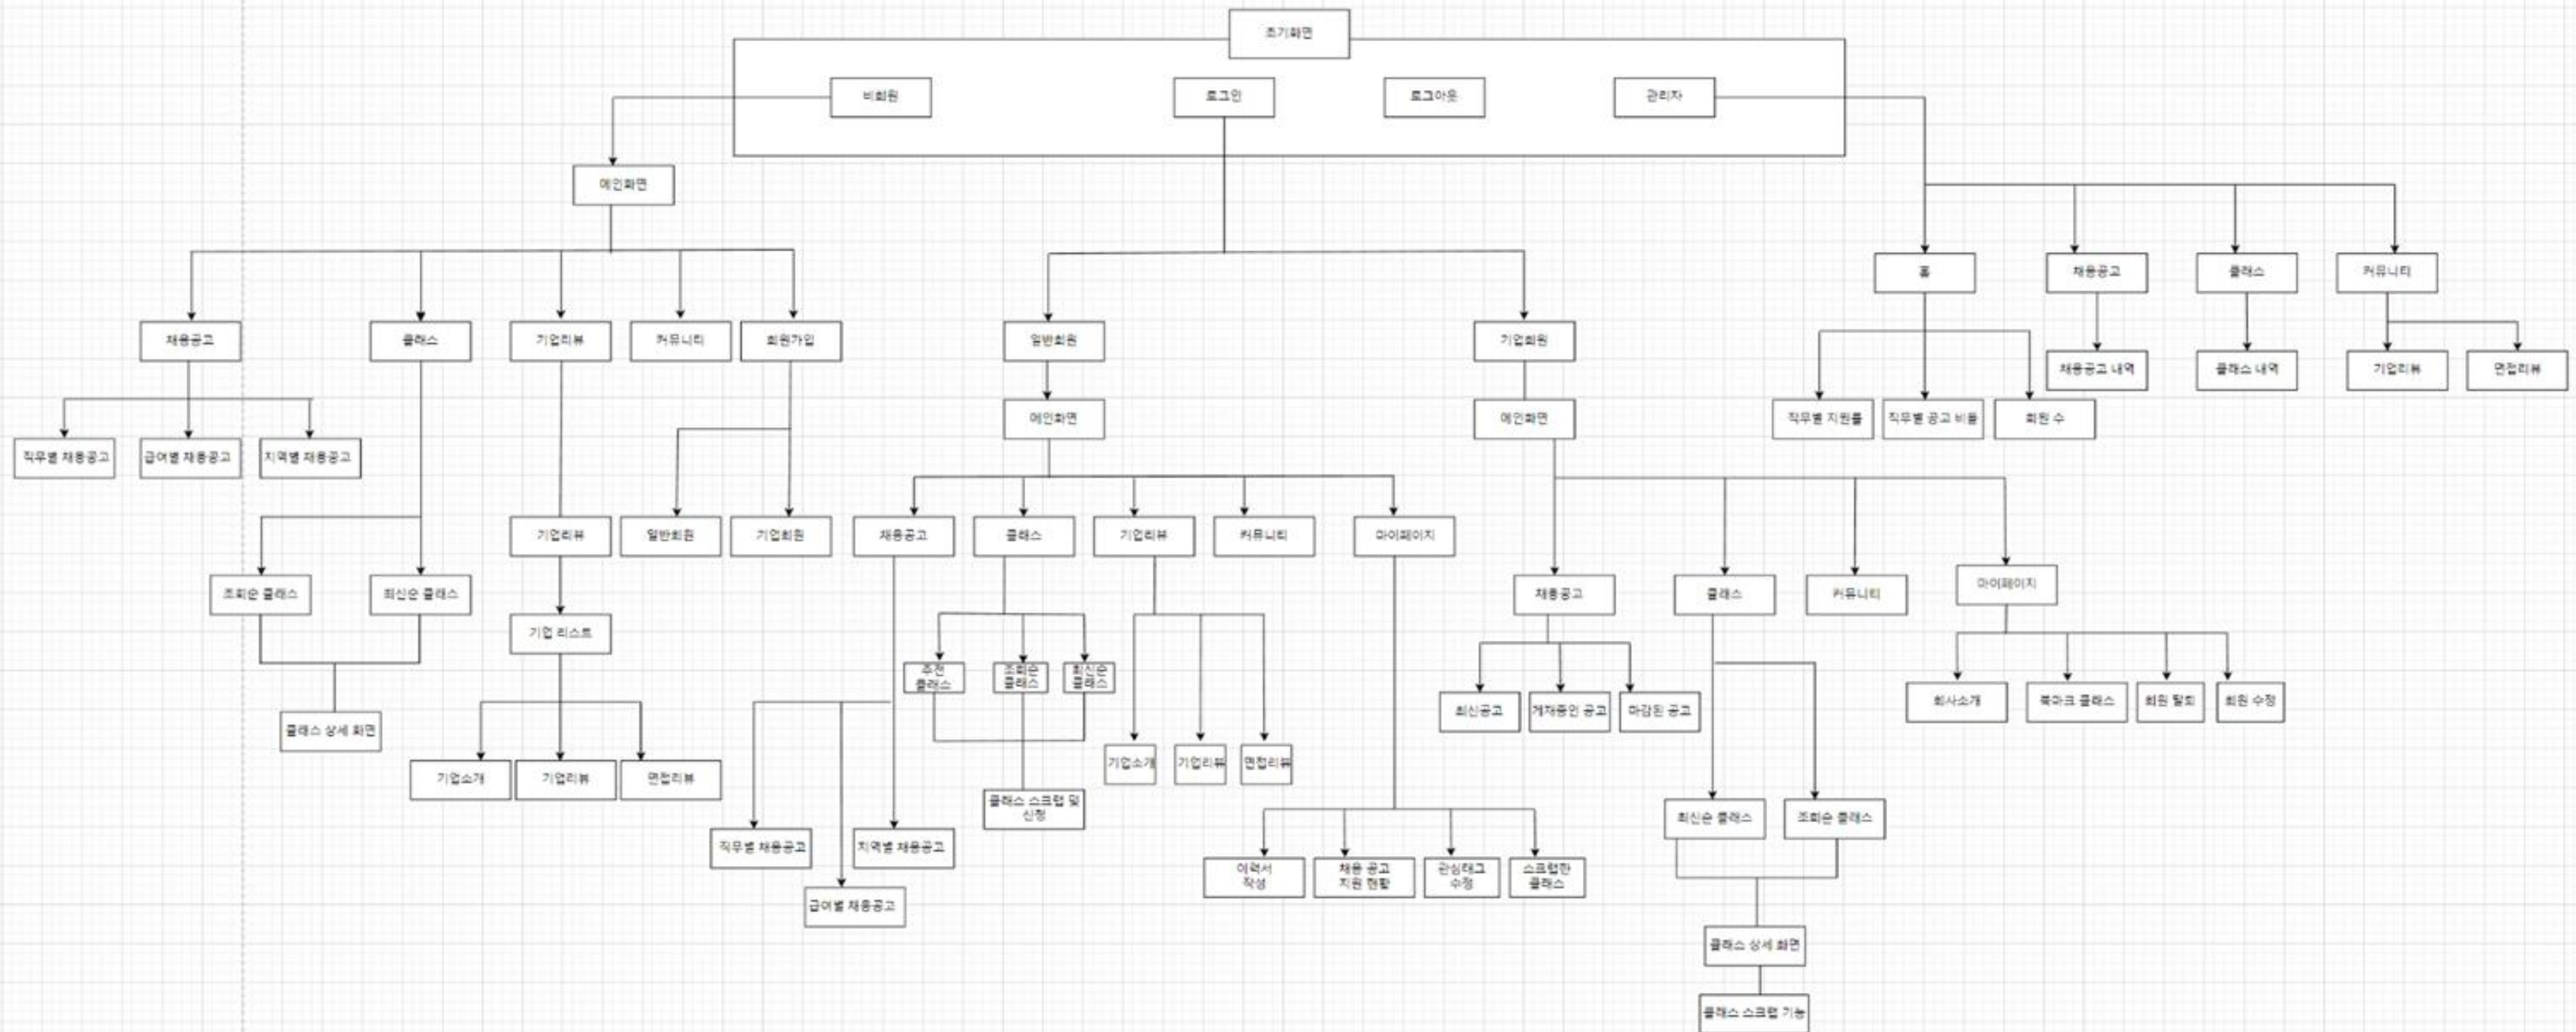 초기화면
비회원
로그인
로그아웃
관리자
메인화면
홈
채용공고
클래스
커뮤니티
채용공고
클래스
기업리뷰
커뮤니티
회원가입
일반회원
기업회원
채용공고 내역
클래스 내역
기업리뷰
면접리뷰
메인화면
메인화면
직무별 지원률
직무별 공고 비율
회원 수
직무별 채용공고
급여별 채용공고
지역별 채용공고
기업리뷰
일반회원
기업회원
채용공고
클래스
기업리뷰
커뮤니티
마이페이지
조회순 클래스
최신순 클래스
채용공고
클래스
커뮤니티
마이페이지
기업 리스트
추천
클래스
조회순
클래스
최신순
클래스
최신공고
게재중인 공고
마감된 공고
회사소개
북마크 클래스
회원 탈퇴
회원 수정
클래스 상세 화면
기업소개
기업리뷰
면접리뷰
기업소개
기업리뷰
면접리뷰
클래스 스크랩 및
신청
최신순 클래스
조회순 클래스
직무별 채용공고
지역별 채용공고
이력서
작성
채용 공고
지원 현황
관심태그
수정
스크랩한
클래스
급여별 채용공고
클래스 상세 화면
클래스 스크랩 기능